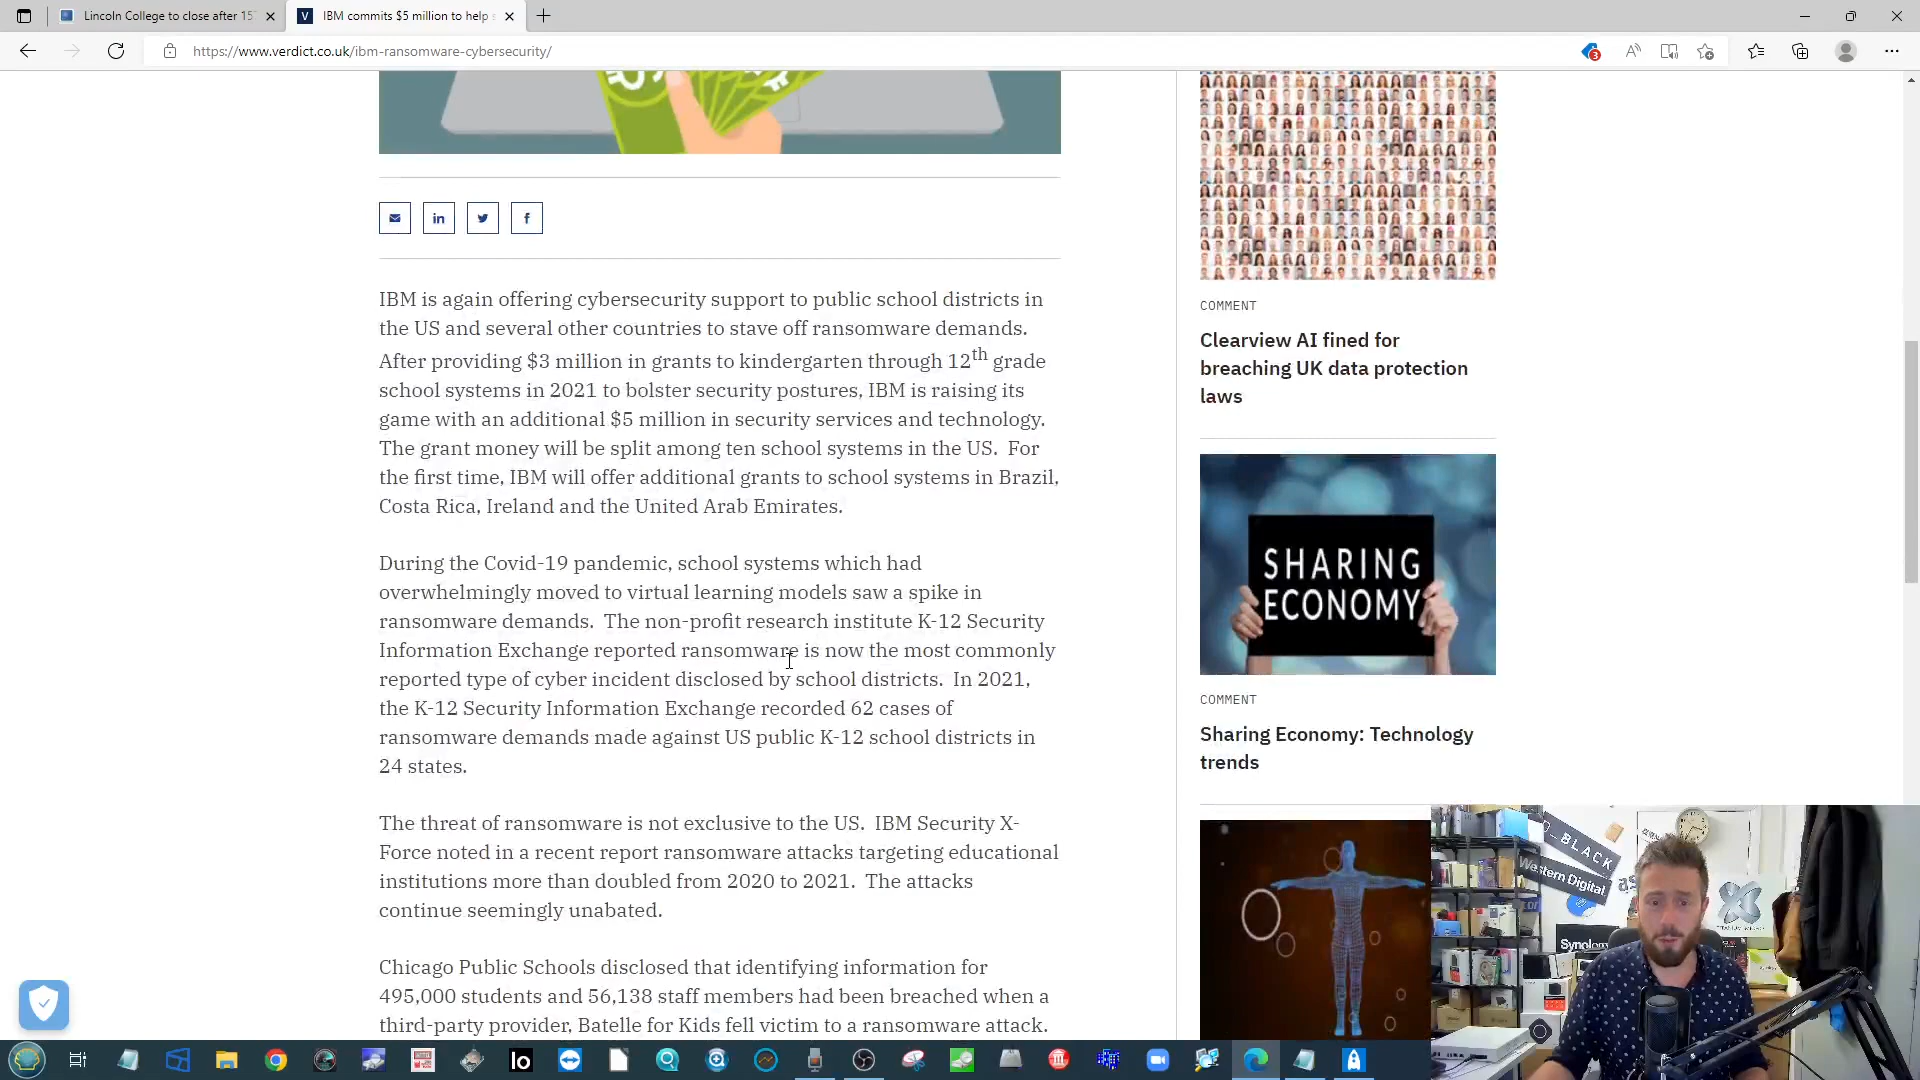 Lincoln College to close after 15
IBM commits $5 million to help
https://www.verdict.co.uk/ibm-ransomware-cybersecurity/
3
IBM is again offering cybersecurity support to public school districts in
the US and several other countries to stave off ransomware demands.
After providing $3 million in grants to kindergarten through 12th grade
school systems in 2021 to bolster security postures, IBM is raising its
game with an additional $5 million in security services and technology.
The grant money will be split among ten school systems in the US.  For
the first time, IBM will offer additional grants to school systems in Brazil,
Costa Rica, Ireland and the United Arab Emirates.
During the Covid-19 pandemic, school systems which had
overwhelmingly moved to virtual learning models saw a spike in
ransomware demands.  The non-profit research institute K-12 Security
Information Exchange reported ransomware is now the most commonly
reported type of cyber incident disclosed by school districts.  In 2021,
the K-12 Security Information Exchange recorded 62 cases of
ransomware demands made against US public K-12 school districts in
24 states.
The threat of ransomware is not exclusive to the US.  IBM Security X-
Force noted in a recent report ransomware attacks targeting educational
institutions more than doubled from 2020 to 2021.  The attacks
continue seemingly unabated.
Chicago Public Schools disclosed that identifying information for
495,000 students and 56,138 staff members had been breached when a
third-party provider, Batelle for Kids fell victim to a ransomware attack.
COMMENT
Clearview AI fined for
breaching UK data protection
laws
SHARING
ECONOMY
COMMENT
Sharing Economy: Technology
trends
D_BLACK
Western Digital
Synology